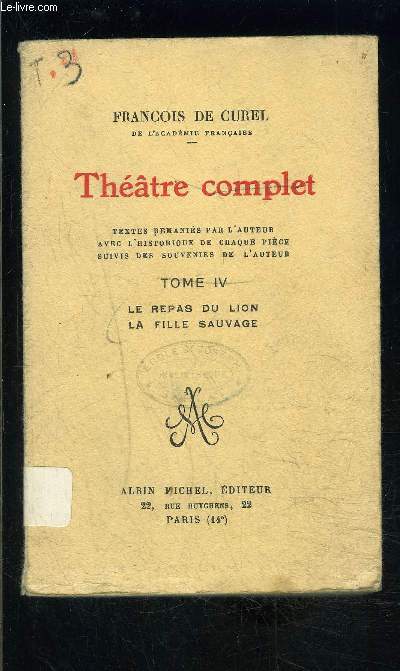 Le-livre.com
T.3
FRANÇOIS DE CUREL
DE L'ACADÉMIE FRANÇAISE
Théâtre complet
TEXTES REMANIÉS PAR L'AUTEUR
AVEC L'HISTORIQUE DE CHAQUE PIÈCE
SUIVIS DES SOUVENIRS DE L'AUTEUR
TOME IV
LE REPAS DU LION
LA FILLE SAUVAGE
ALBIN MICHEL, ÉDITEUR
22, RUE HUYGHENS, 22
PARIS (14e)